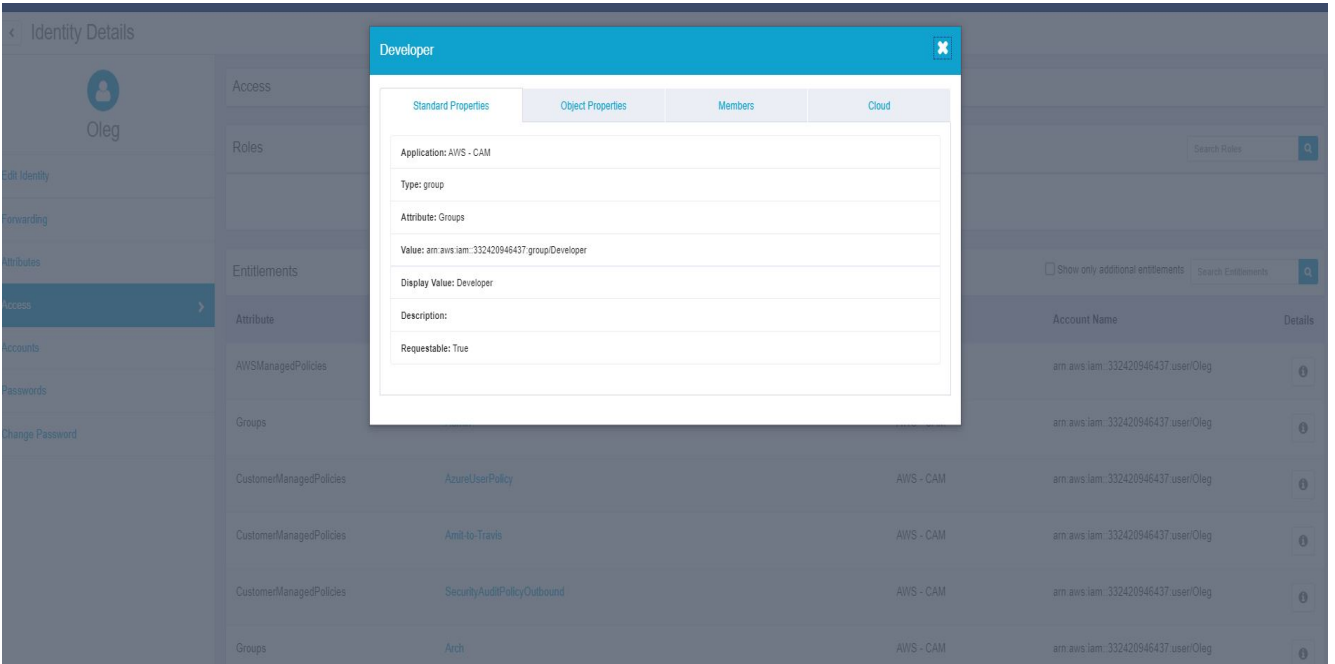 Identity Details
Oleg
Edit Identity
Forwarding
Attributes
Access
Accounts
Passwords
Change Password
Access
Roles
Search Roles
Entitlements
Show only additional entitlements
Search Entitlements
Attribute
Account Name
Details
AWSManagedPolicies
arn:aws:iam::332420946437:user/Oleg
Groups
arn:aws:iam::332420946437:user/Oleg
CustomerManagedPolicies
AzureUserPolicy
AWS - CAM
arn:aws:iam::332420946437:user/Oleg
CustomerManagedPolicies
Amit-to-Travis
AWS - CAM
arn:aws:iam::332420946437:user/Oleg
CustomerManagedPolicies
SecurityAuditPolicyOutbound
AWS - CAM
arn:aws:iam::332420946437:user/Oleg
Groups
Arch
AWS - CAM
arn:aws:iam::332420946437:user/Oleg
Developer
Standard Properties
Object Properties
Members
Cloud
Application: AWS - CAM
Type: group
Attribute: Groups
Value: arn:aws:iam::332420946437:group/Developer
Display Value: Developer
Description:
Requestable: True